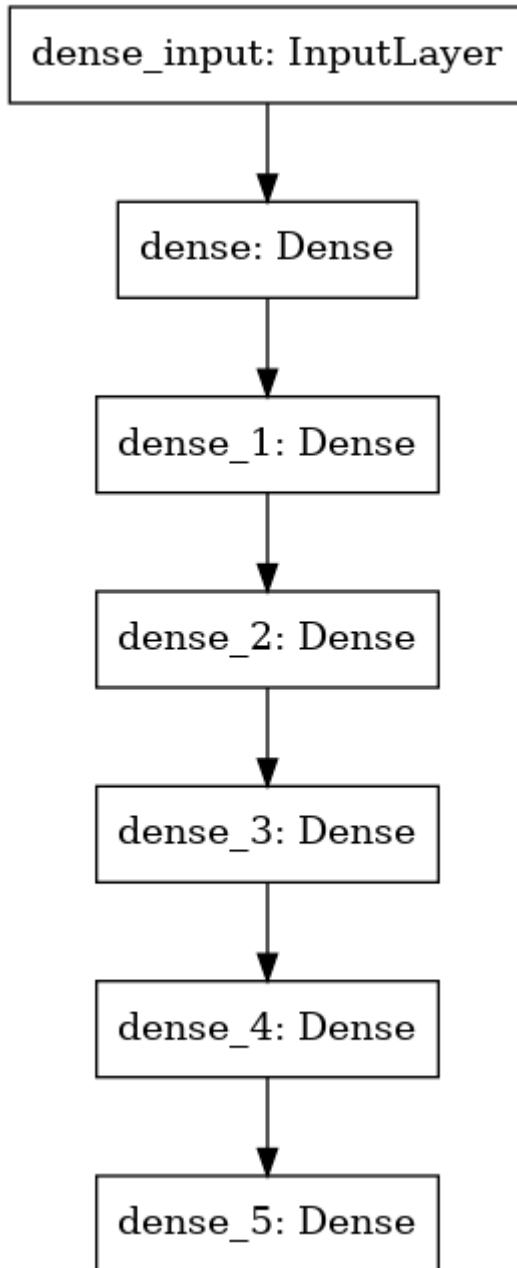 dense_input: InputLayer
dense: Dense
dense_1: Dense
dense_2: Dense
dense_3: Dense
dense_4: Dense
dense_5: Dense